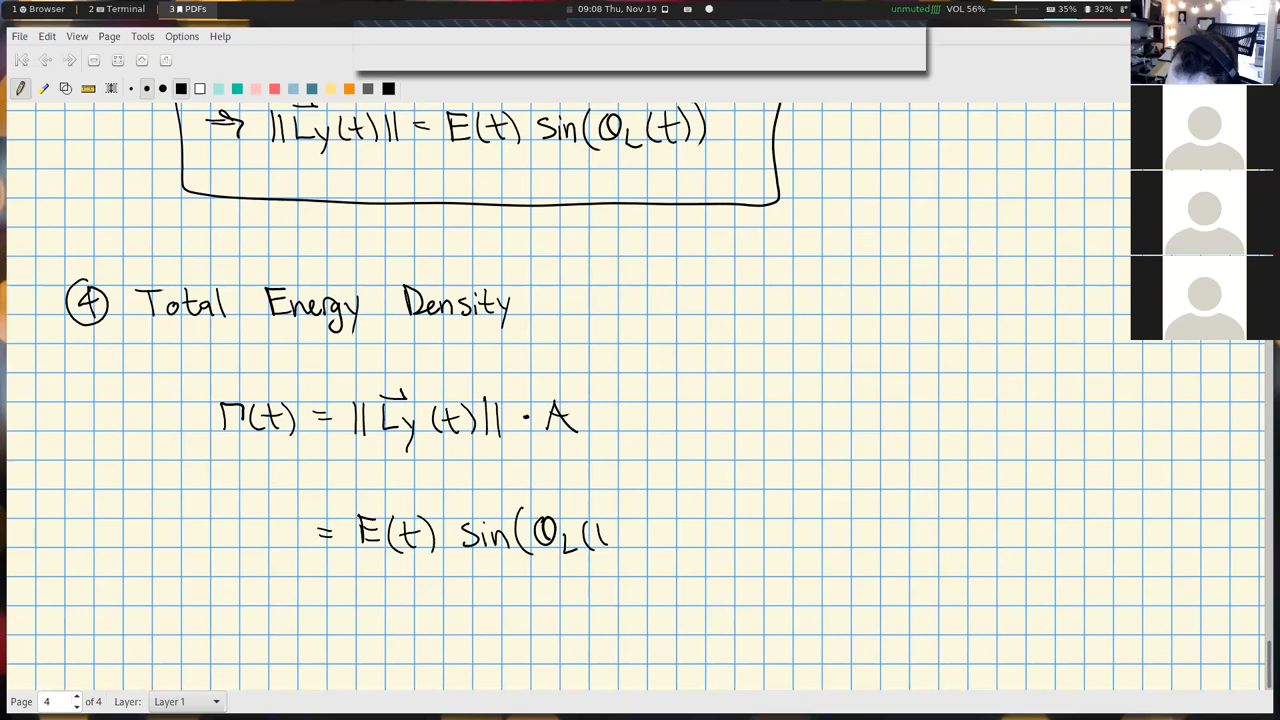 1 Browser 2 Terminal 3 PDFs 09:08 Thu, Nov 19 unmuted VOL 56% 35% 32%
File Edit View Page Tools Options Help
⇒ ||L⃗y(t)|| = E(t) sin(θL(t))
④ Total Energy Density
Γ(t) = ||L⃗y(t)|| · A
= E(t) sin(θL(
Page 4 of 4 Layer: Layer 1